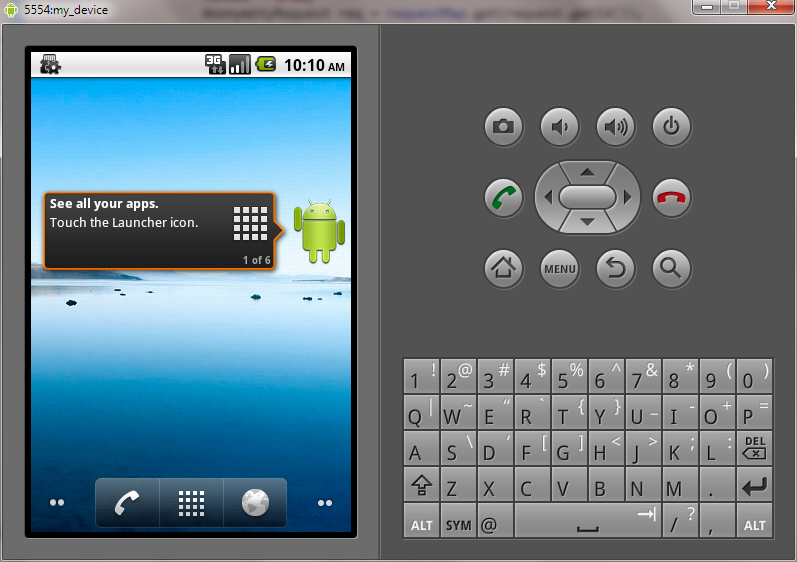 5554:my_device
3G
10:10 AM
See all your apps.
Touch the Launcher icon.
1 of 6
MENU
1 ! 2 @ 3 # 4 $ 5 % 6 ^ 7 & 8 * 9 ( 0 )
Q | W ~ E “ R ` T { Y } U _ I - O + P =
A S \ D ‘ F [ G ] H < J > K ; L : DEL
Z X C V B N M .
ALT SYM @ / ? , ALT